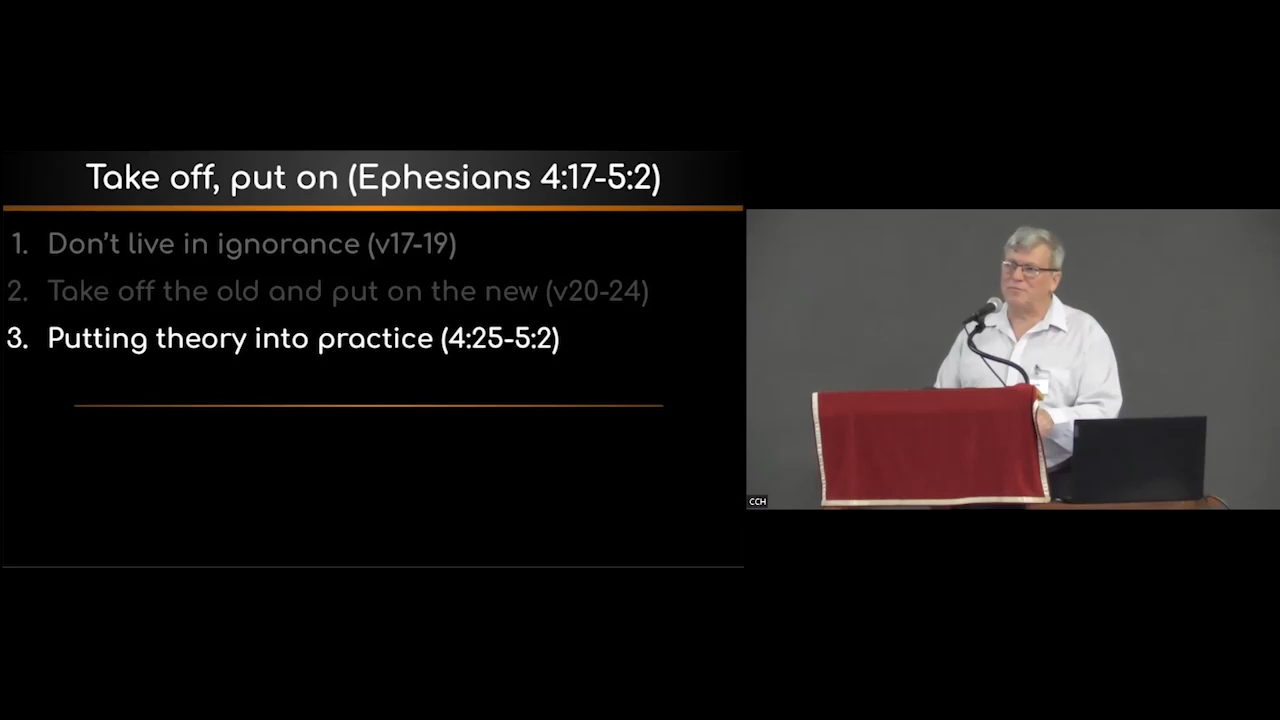 Take off, put on (Ephesians 4:17-5:2)
1. Don't live in ignorance (v17-19)
2. Take off the old and put on the new (v20-24)
3. Putting theory into practice (4:25-5:2)
CCH